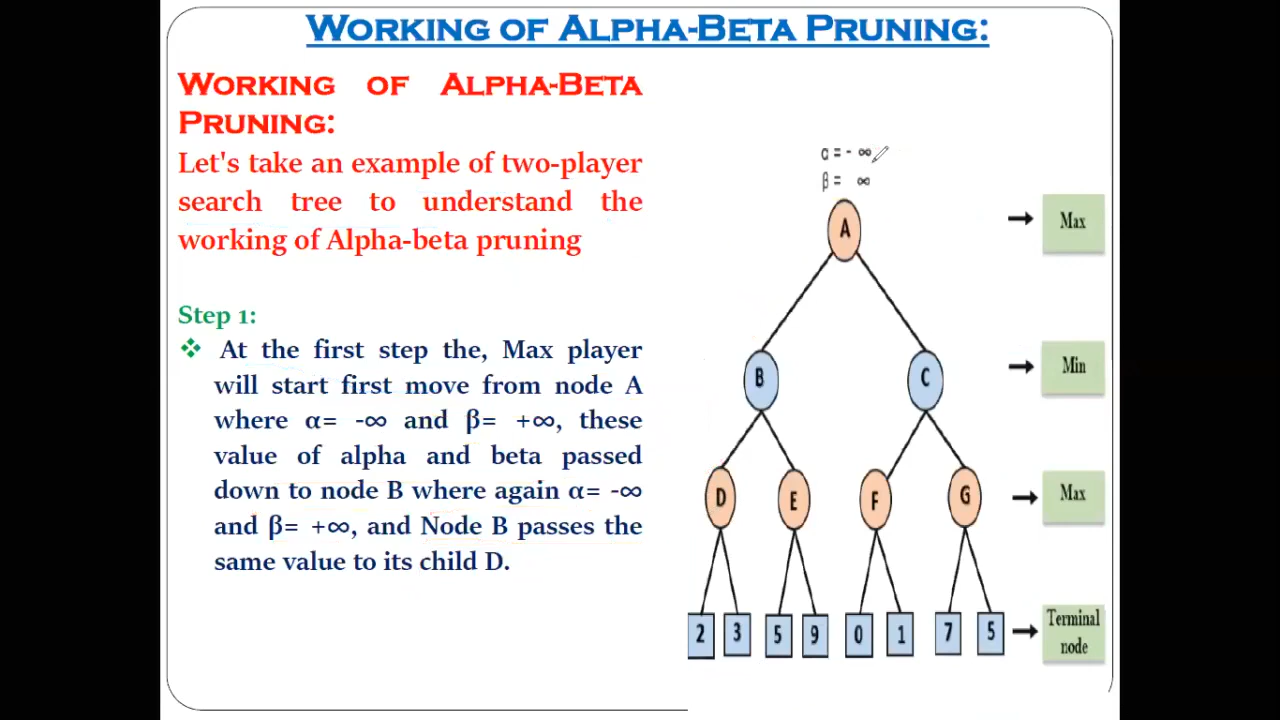 WORKING OF ALPHA-BETA PRUNING:
WORKING OF ALPHA-BETA
PRUNING:
Let's take an example of two-player
search tree to understand the
working of Alpha-beta pruning
Step 1:
❖ At the first step the, Max player
will start first move from node A
where α= -∞ and β= +∞, these
value of alpha and beta passed
down to node B where again α= -∞
and β= +∞, and Node B passes the
same value to its child D.
α = - ∞
β = ∞
A
Max
B
C
Min
D
E
F
G
Max
2
3
5
9
0
1
7
5
Terminal
node